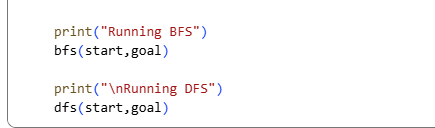 print("Running BFS")
bfs(start,goal)
print("\nRunning DFS")
dfs(start,goal)